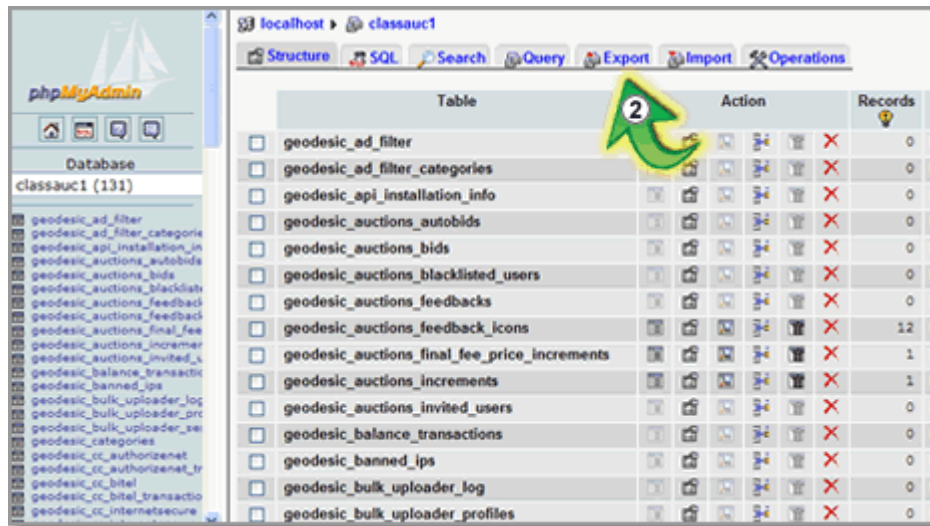 phpMyAdmin
Database
classauc1 (131)
geodesic_ad_filter
geodesic_ad_filter_categorie
geodesic_api_installation_in
geodesic_auctions_autobids
geodesic_auctions_bids
geodesic_auctions_blackliste
geodesic_auctions_feedback
geodesic_auctions_feedback
geodesic_auctions_final_fee
geodesic_auctions_incremer
geodesic_auctions_invited_u
geodesic_balance_transactic
geodesic_banned_ips
geodesic_bulk_uploader_log
geodesic_bulk_uploader_pro
geodesic_bulk_uploader_se
geodesic_categories
geodesic_cc_authorizenet
geodesic_cc_authorizenet_tr
geodesic_cc_bitel
geodesic_cc_bitel_transactio
geodesic_cc_internetsecure
localhost classauc1
Structure SQL Search Query Export Import Operations
2
Table Action Records
geodesic_ad_filter 0
geodesic_ad_filter_categories 0
geodesic_api_installation_info 0
geodesic_auctions_autobids 0
geodesic_auctions_bids 0
geodesic_auctions_blacklisted_users 0
geodesic_auctions_feedbacks 0
geodesic_auctions_feedback_icons 12
geodesic_auctions_final_fee_price_increments 1
geodesic_auctions_increments 1
geodesic_auctions_invited_users 0
geodesic_balance_transactions 0
geodesic_banned_ips 0
geodesic_bulk_uploader_log 0
geodesic_bulk_uploader_profiles 0